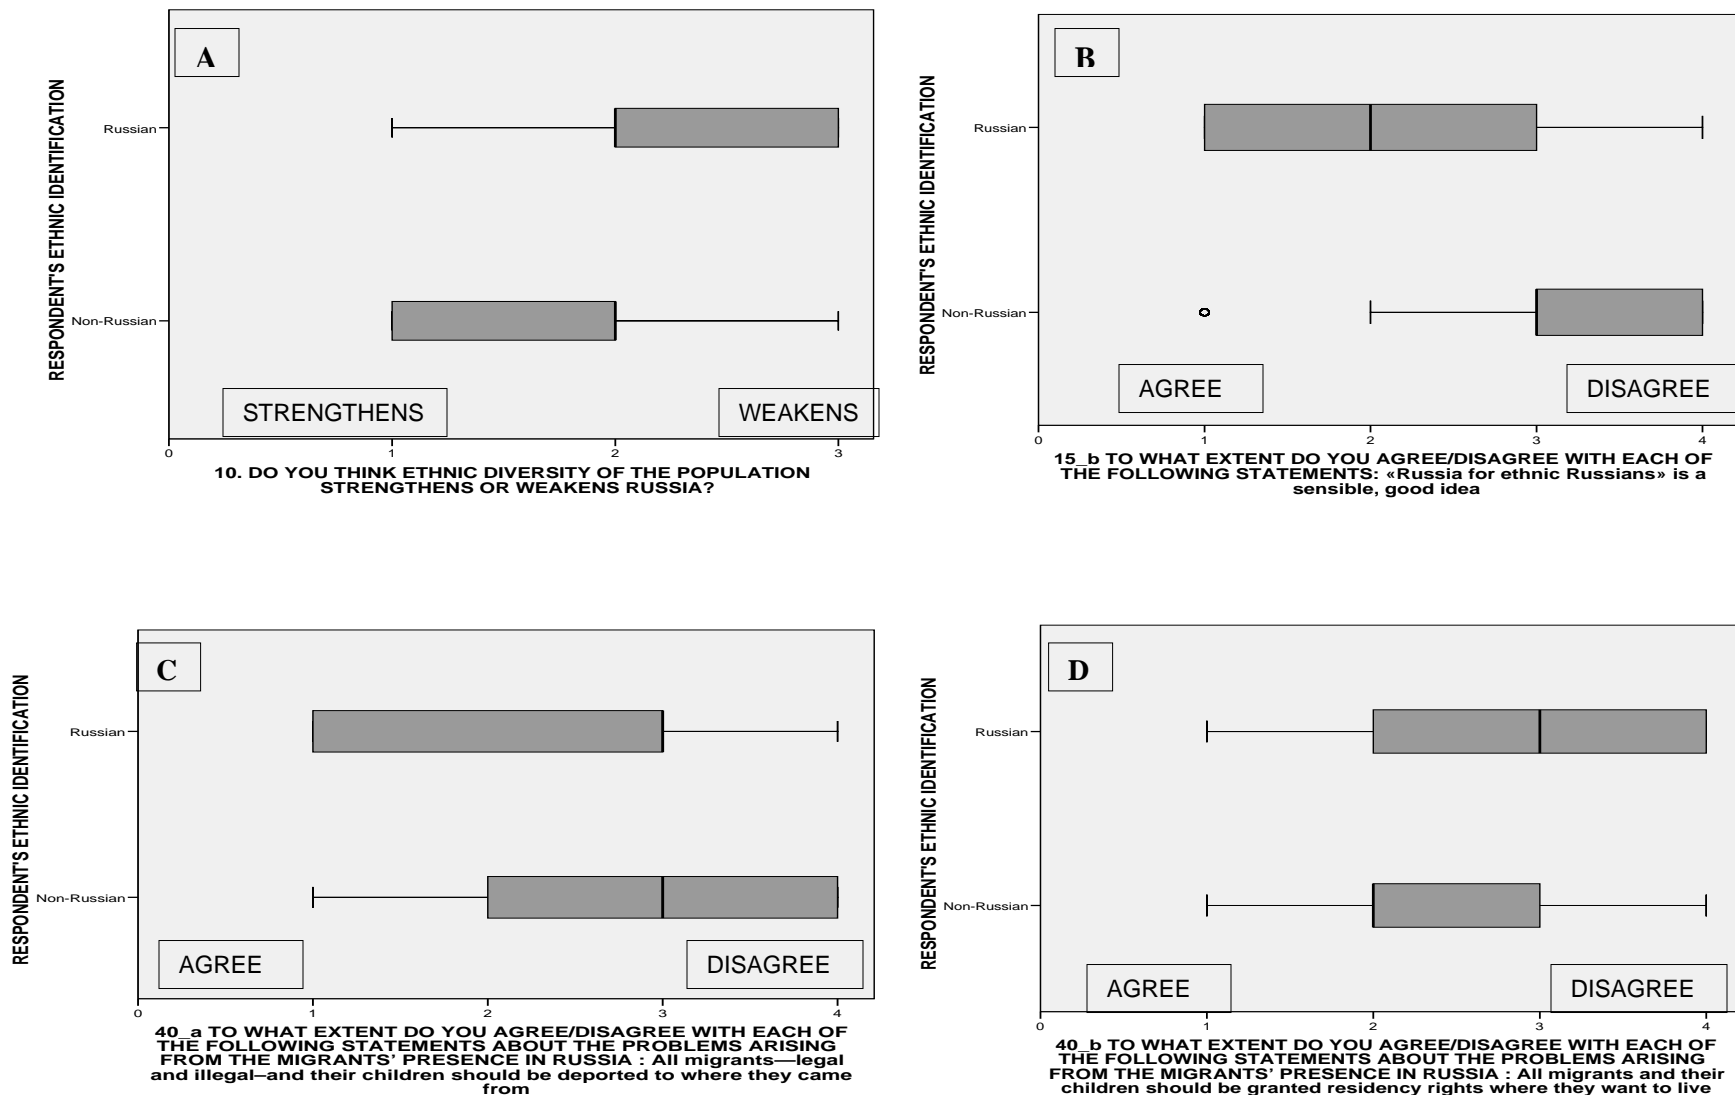 A
RESPONDENT'S ETHNIC IDENTIFICATION
Russian
Non-Russian
STRENGTHENS
WEAKENS
0 1 2 3
10. DO YOU THINK ETHNIC DIVERSITY OF THE POPULATION
STRENGTHENS OR WEAKENS RUSSIA?
B
RESPONDENT'S ETHNIC IDENTIFICATION
Russian
Non-Russian
AGREE
DISAGREE
0 1 2 3 4
15_b TO WHAT EXTENT DO YOU AGREE/DISAGREE WITH EACH OF
THE FOLLOWING STATEMENTS: «Russia for ethnic Russians» is a
sensible, good idea
C
RESPONDENT'S ETHNIC IDENTIFICATION
Russian
Non-Russian
AGREE
DISAGREE
0 1 2 3 4
40_a TO WHAT EXTENT DO YOU AGREE/DISAGREE WITH EACH OF
THE FOLLOWING STATEMENTS ABOUT THE PROBLEMS ARISING
FROM THE MIGRANTS’ PRESENCE IN RUSSIA : All migrants—legal
and illegal–and their children should be deported to where they came
from
D
RESPONDENT'S ETHNIC IDENTIFICATION
Russian
Non-Russian
AGREE
DISAGREE
0 1 2 3 4
40_b TO WHAT EXTENT DO YOU AGREE/DISAGREE WITH EACH OF
THE FOLLOWING STATEMENTS ABOUT THE PROBLEMS ARISING
FROM THE MIGRANTS’ PRESENCE IN RUSSIA : All migrants and their
children should be granted residency rights where they want to live